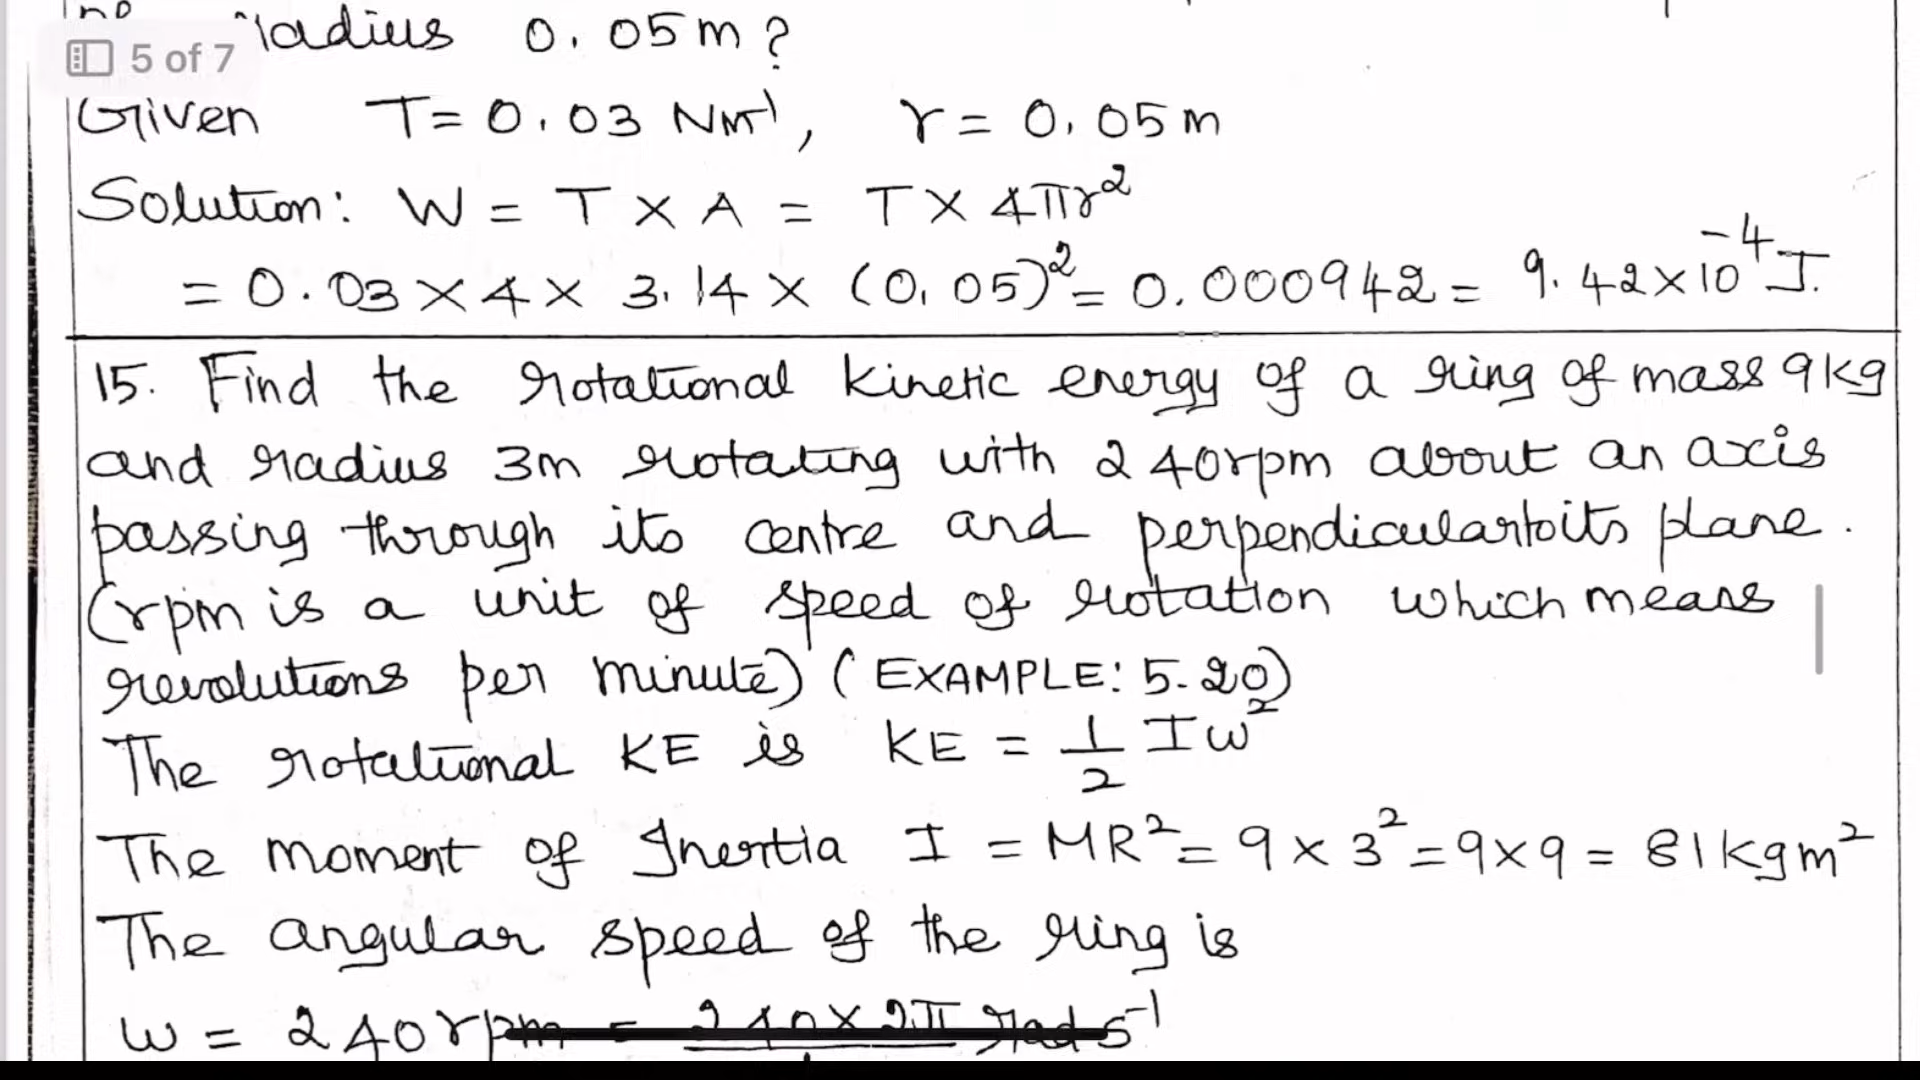 radius 0.05m?
5 of 7
Given T = 0.03 Nm⁻¹, r = 0.05m
Solution: W = T × A = T × 4πr²
= 0.03 × 4 × 3.14 × (0.05)² = 0.000942 = 9.42×10⁻⁴ J.
15. Find the rotational kinetic energy of a ring of mass 9kg
and radius 3m rotating with 240rpm about an axis
passing through its centre and perpendicular to its plane.
(rpm is a unit of speed of rotation which means
revolutions per minute) (EXAMPLE: 5.20)
The rotational KE is KE = 1/2 Iω²
The moment of Inertia I = MR² = 9 × 3² = 9×9 = 81kgm²
The angular speed of the ring is
ω = 240rpm = 240×2π rad s⁻¹